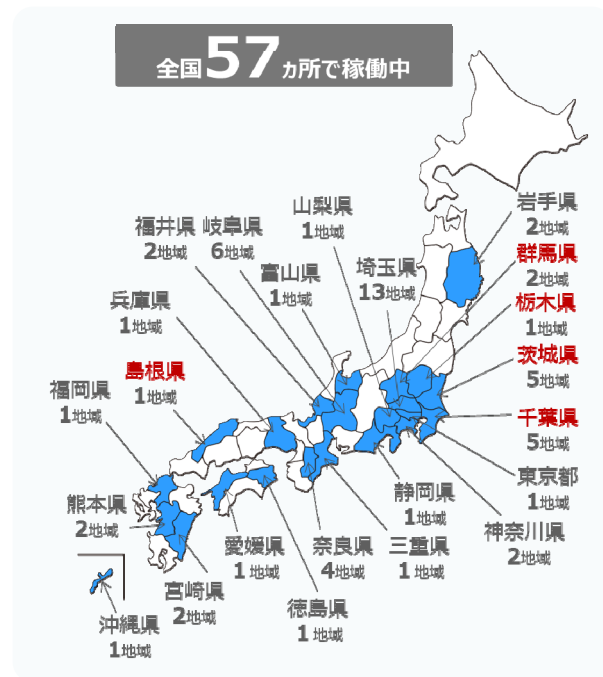 全国57ヵ所で稼働中
山梨県
1地域
岩手県
2地域
福井県
2地域
岐阜県
6地域
群馬県
2地域
富山県
1地域
埼玉県
13地域
兵庫県
1地域
栃木県
1地域
島根県
1地域
茨城県
5地域
福岡県
1地域
千葉県
5地域
東京都
1地域
静岡県
1地域
熊本県
2地域
神奈川県
2地域
愛媛県
1地域
奈良県
4地域
三重県
1地域
宮崎県
2地域
徳島県
1地域
沖縄県
1地域